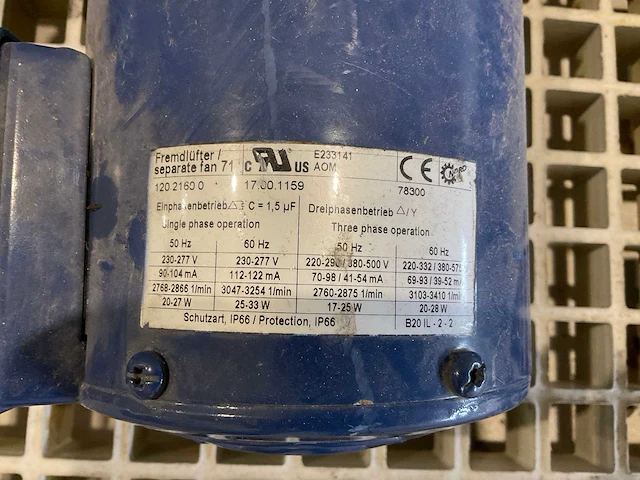 Fremdlüfter /
separate fan 71
C US
E233141
AOM
CE
120 2160 0
17.00.1159
78300
Einphasenbetrieb C = 1,5 µF
Single phase operation
Dreiphasenbetrieb △/Y
Three phase operation
50 Hz 60 Hz 50 Hz 60 Hz
230-277 V 230-277 V 380-500 V 220-332 /
90-104 mA 112-122 mA 70-98 / 41-54 mA 69-93 / 39-52 mA
2768-2866 1/min 3047-3254 1/min 2760-2875 1/min 3103-3410 1/min
20-27 W 25-33 W 17-25 W 20-28 W
Schutzart, IP66 / Protection, IP66 B20 IL - 2 - 2